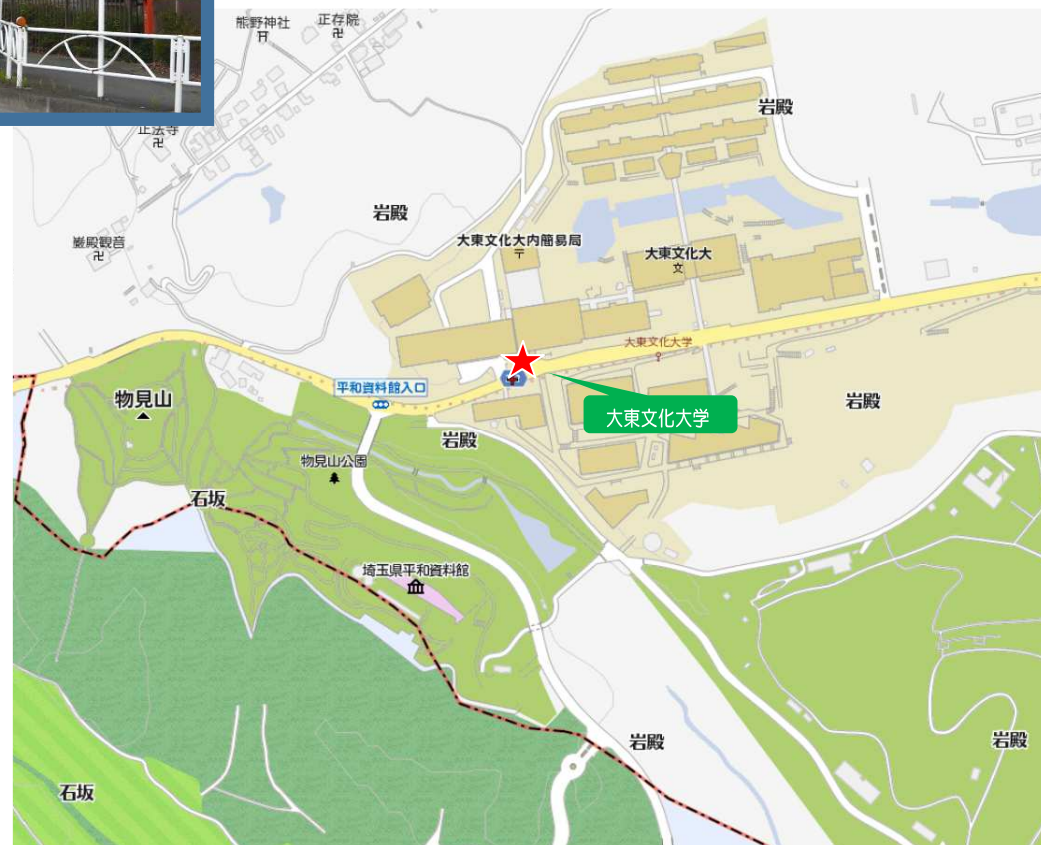 熊野神社
正存院
正法寺
岩殿
岩殿
巌殿観音
大東文化大内簡易局
大東文化大
文
大東文化大学
平和資料館入口
物見山
大東文化大学
岩殿
岩殿
物見山公園
石坂
埼玉県平和資料館
岩殿
岩殿
石坂